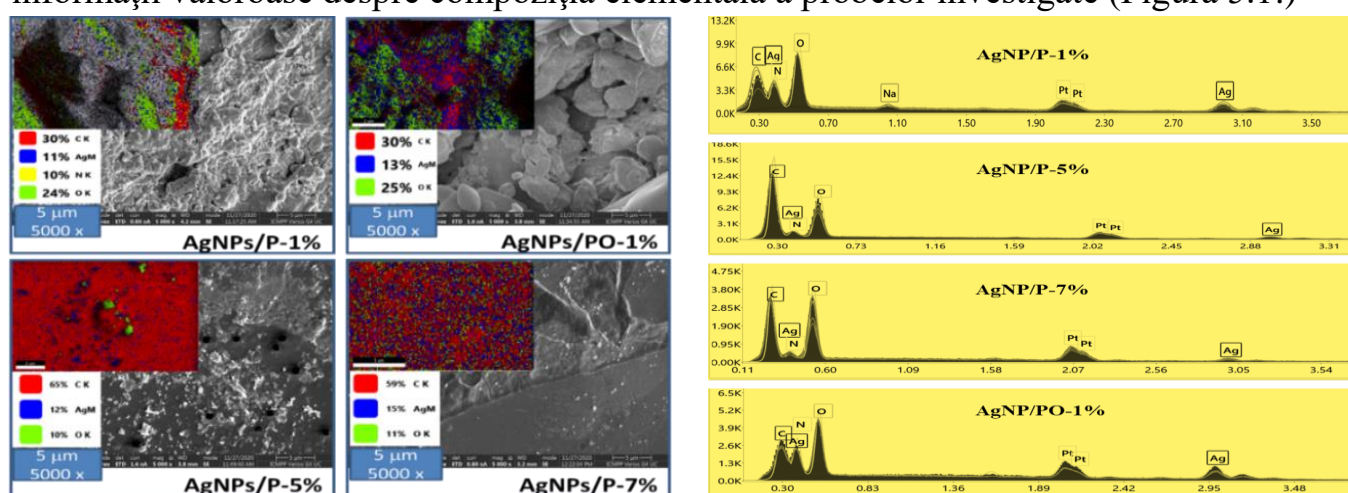 informații valoroase despre compoziția elementală a probelor investigate (Figura 3.1.)
30% C K
11% AgM
10% N K
24% O K
5 µm
5000 x
AgNPs/P-1%
30% C K
13% AgM
25% O K
5 µm
5000 x
AgNPs/PO-1%
65% C K
12% AgM
10% O K
5 µm
5000 x
AgNPs/P-5%
59% C K
15% AgM
11% O K
5 µm
5000 x
AgNPs/P-7%
13.2K
9.9K
6.6K
3.3K
0.0K
AgNP/P-1%
C Ag N O Na Pt Pt Ag
0.30 0.70 1.10 1.50 1.90 2.30 2.70 3.10 3.50
18.6K
15.5K
12.4K
9.3K
6.2K
3.1K
0.0K
AgNP/P-5%
C Ag N O Pt Pt Ag
0.30 0.73 1.16 1.59 2.02 2.45 2.88 3.31
4.75K
3.80K
2.85K
1.90K
0.95K
0.00K
AgNP/P-7%
C Ag N O Pt Pt Ag
0.11 0.60 1.09 1.58 2.07 2.56 3.05 3.54
6.5K
5.2K
3.9K
2.6K
1.3K
0.0K
AgNP/PO-1%
C Ag N O Pt Pt Ag
0.30 0.83 1.36 1.89 2.42 2.95 3.48